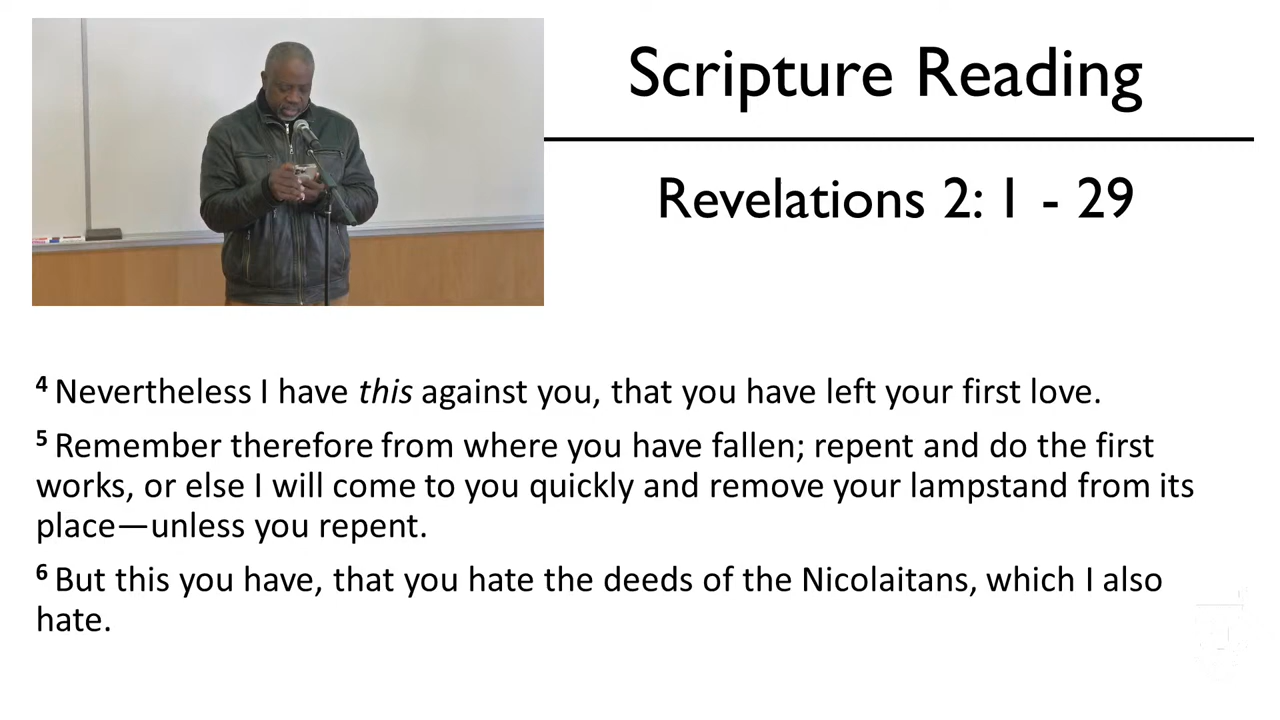 Scripture Reading
Revelations 2: 1 - 29
4 Nevertheless I have this against you, that you have left your first love.
5 Remember therefore from where you have fallen; repent and do the first
works, or else I will come to you quickly and remove your lampstand from its
place—unless you repent.
6 But this you have, that you hate the deeds of the Nicolaitans, which I also
hate.